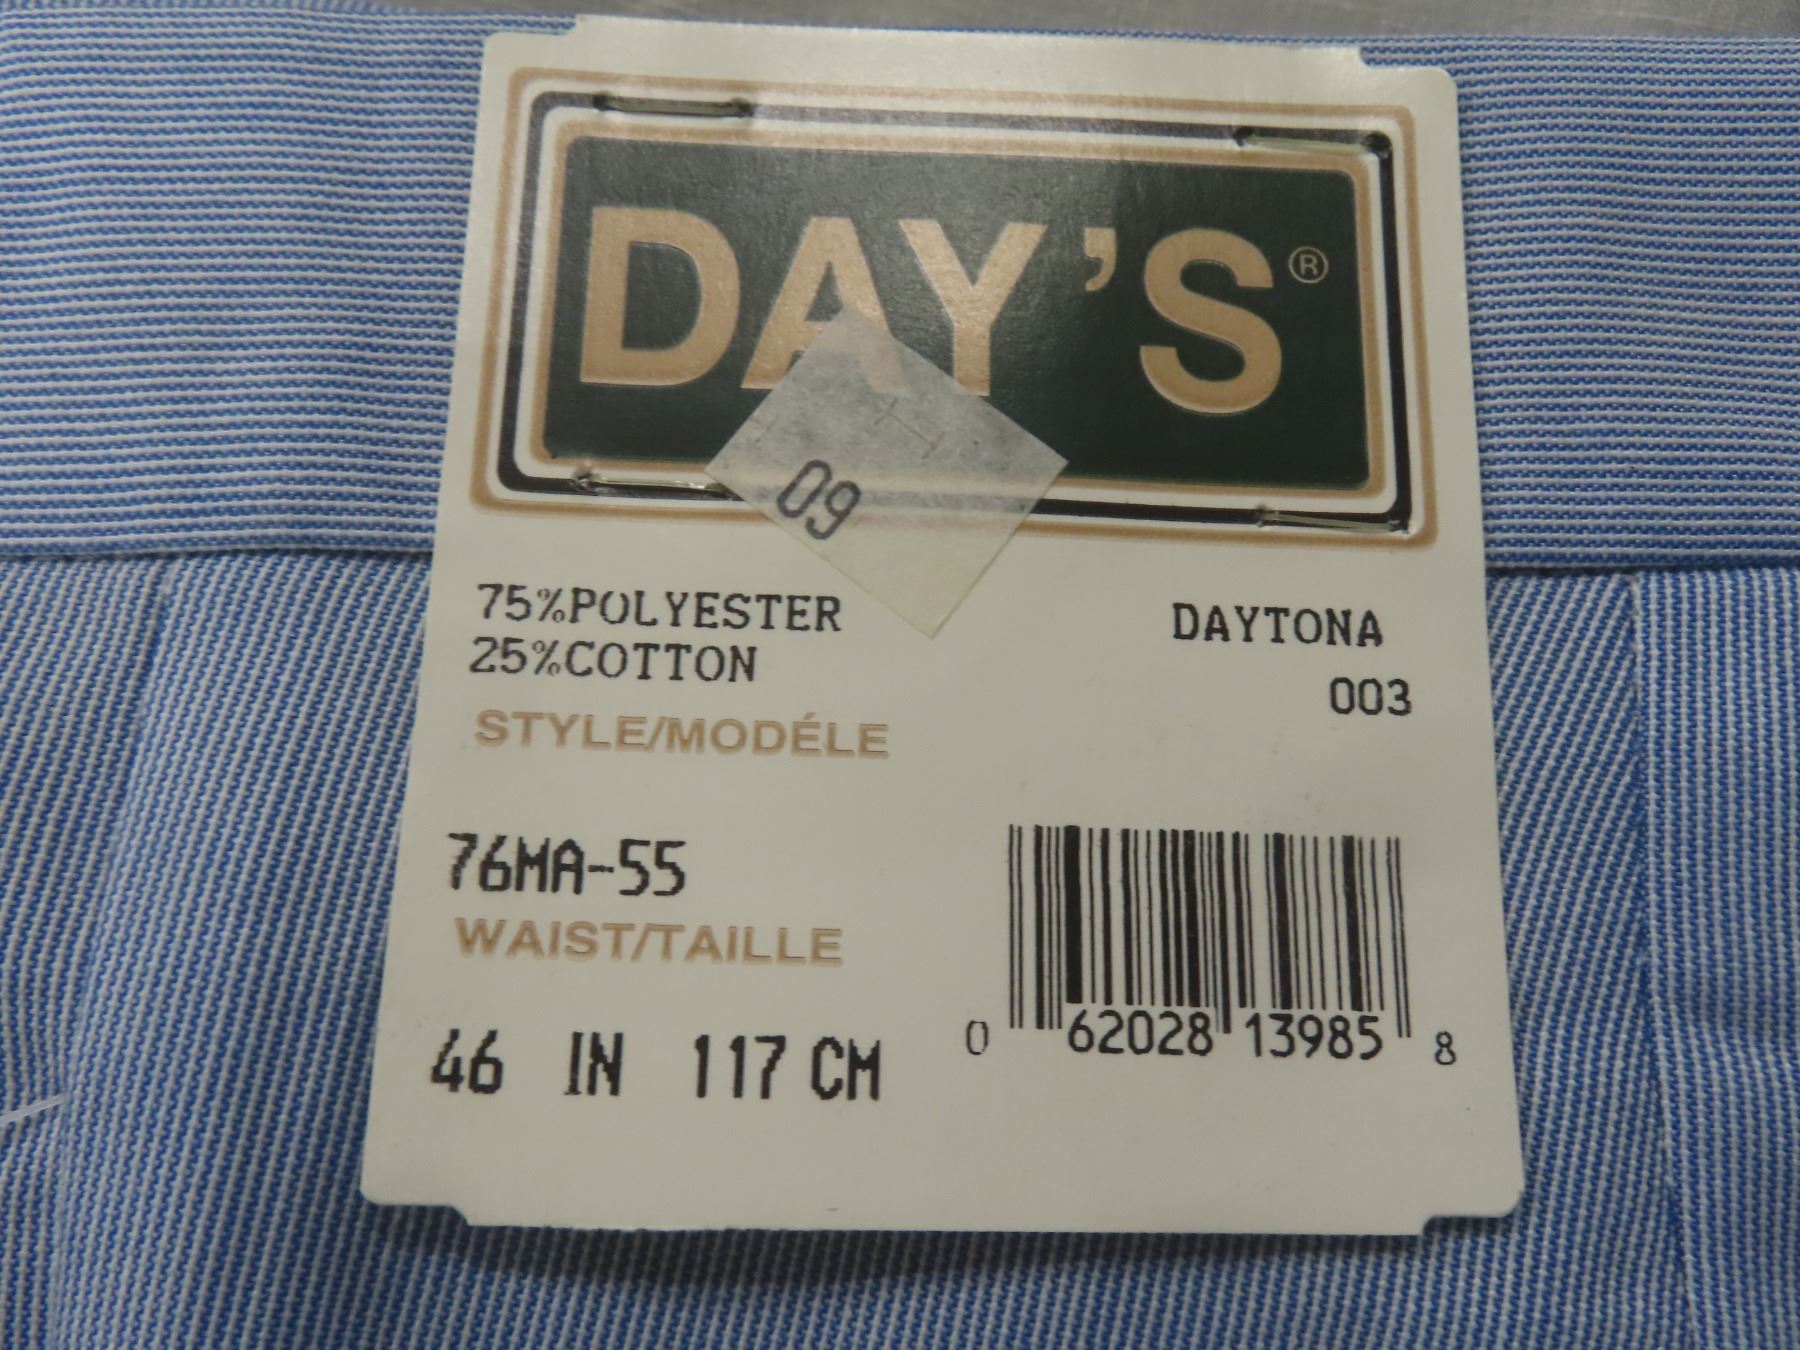 DAY'S®
09
75%POLYESTER
25%COTTON
DAYTONA
003
STYLE/MODÉLE
76MA-55
WAIST/TAILLE
46 IN 117 CM
0 62028 13985 8